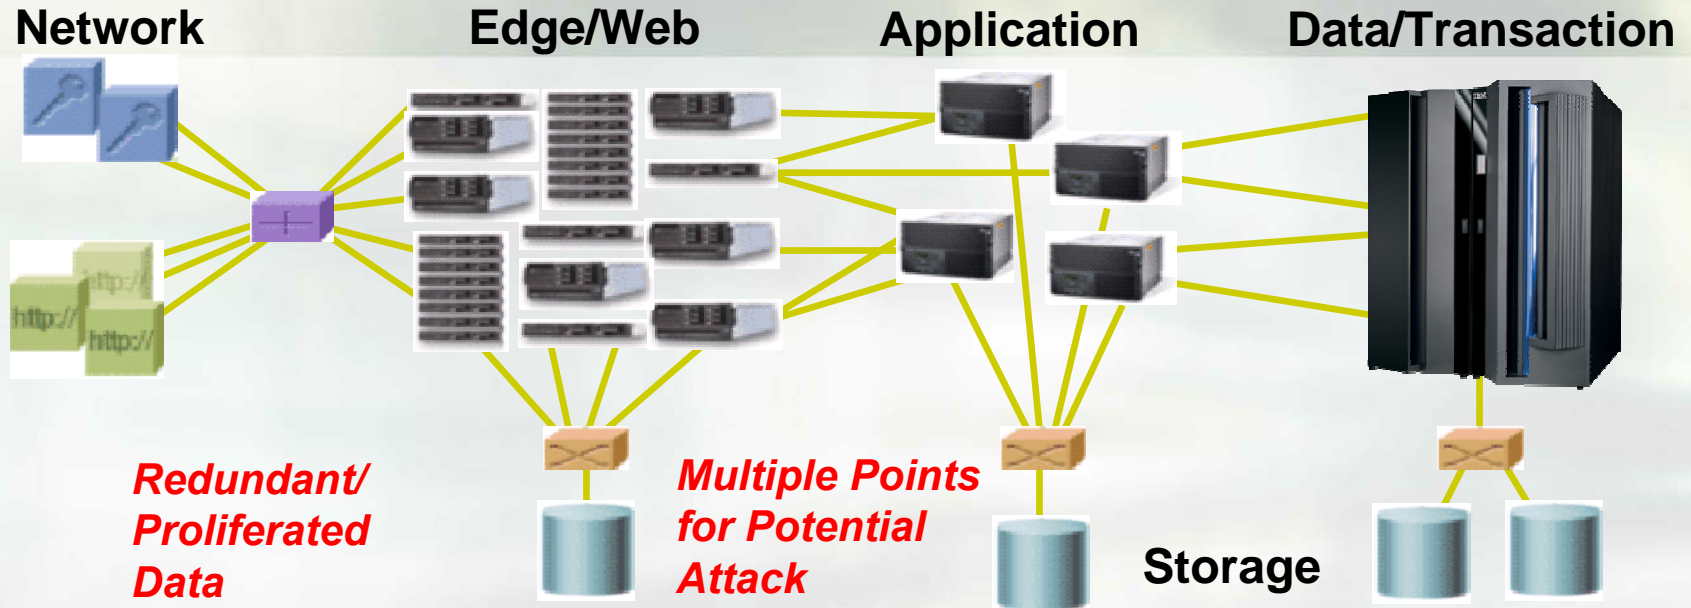 Network
Edge/Web
Application
Data/Transaction
http://
http://
http://
Redundant/
Proliferated
Data
Multiple Points
for Potential
Attack
Storage